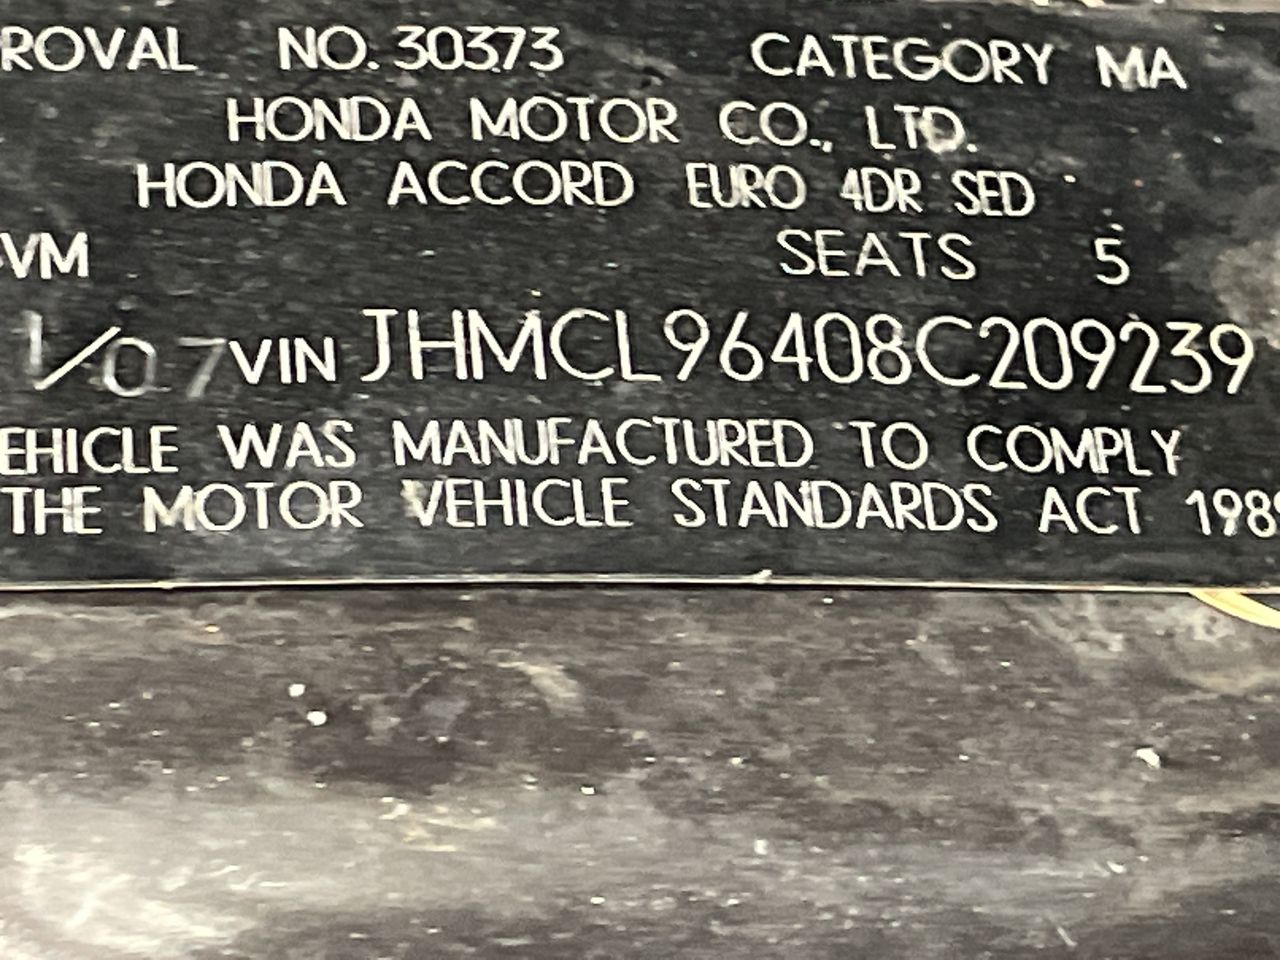 ROVAL NO. 30373 CATEGORY MA
HONDA MOTOR CO., LTD.
HONDA ACCORD EURO 4DR SED
VM SEATS 5
1/07 VIN JHMCL96408C209239
EHICLE WAS MANUFACTURED TO COMPLY
THE MOTOR VEHICLE STANDARDS ACT 1989